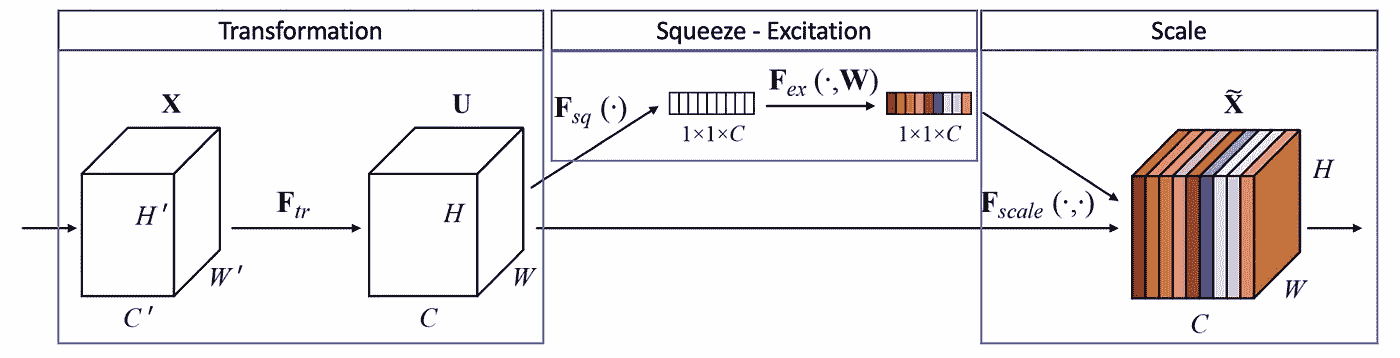 Transformation
Squeeze - Excitation
Scale
X
U
F_sq (·)
F_ex (·,W)
1×1×C
1×1×C
X̃
H′
F_tr
H
W′
W
C′
C
F_scale (·,·)
H
W
C